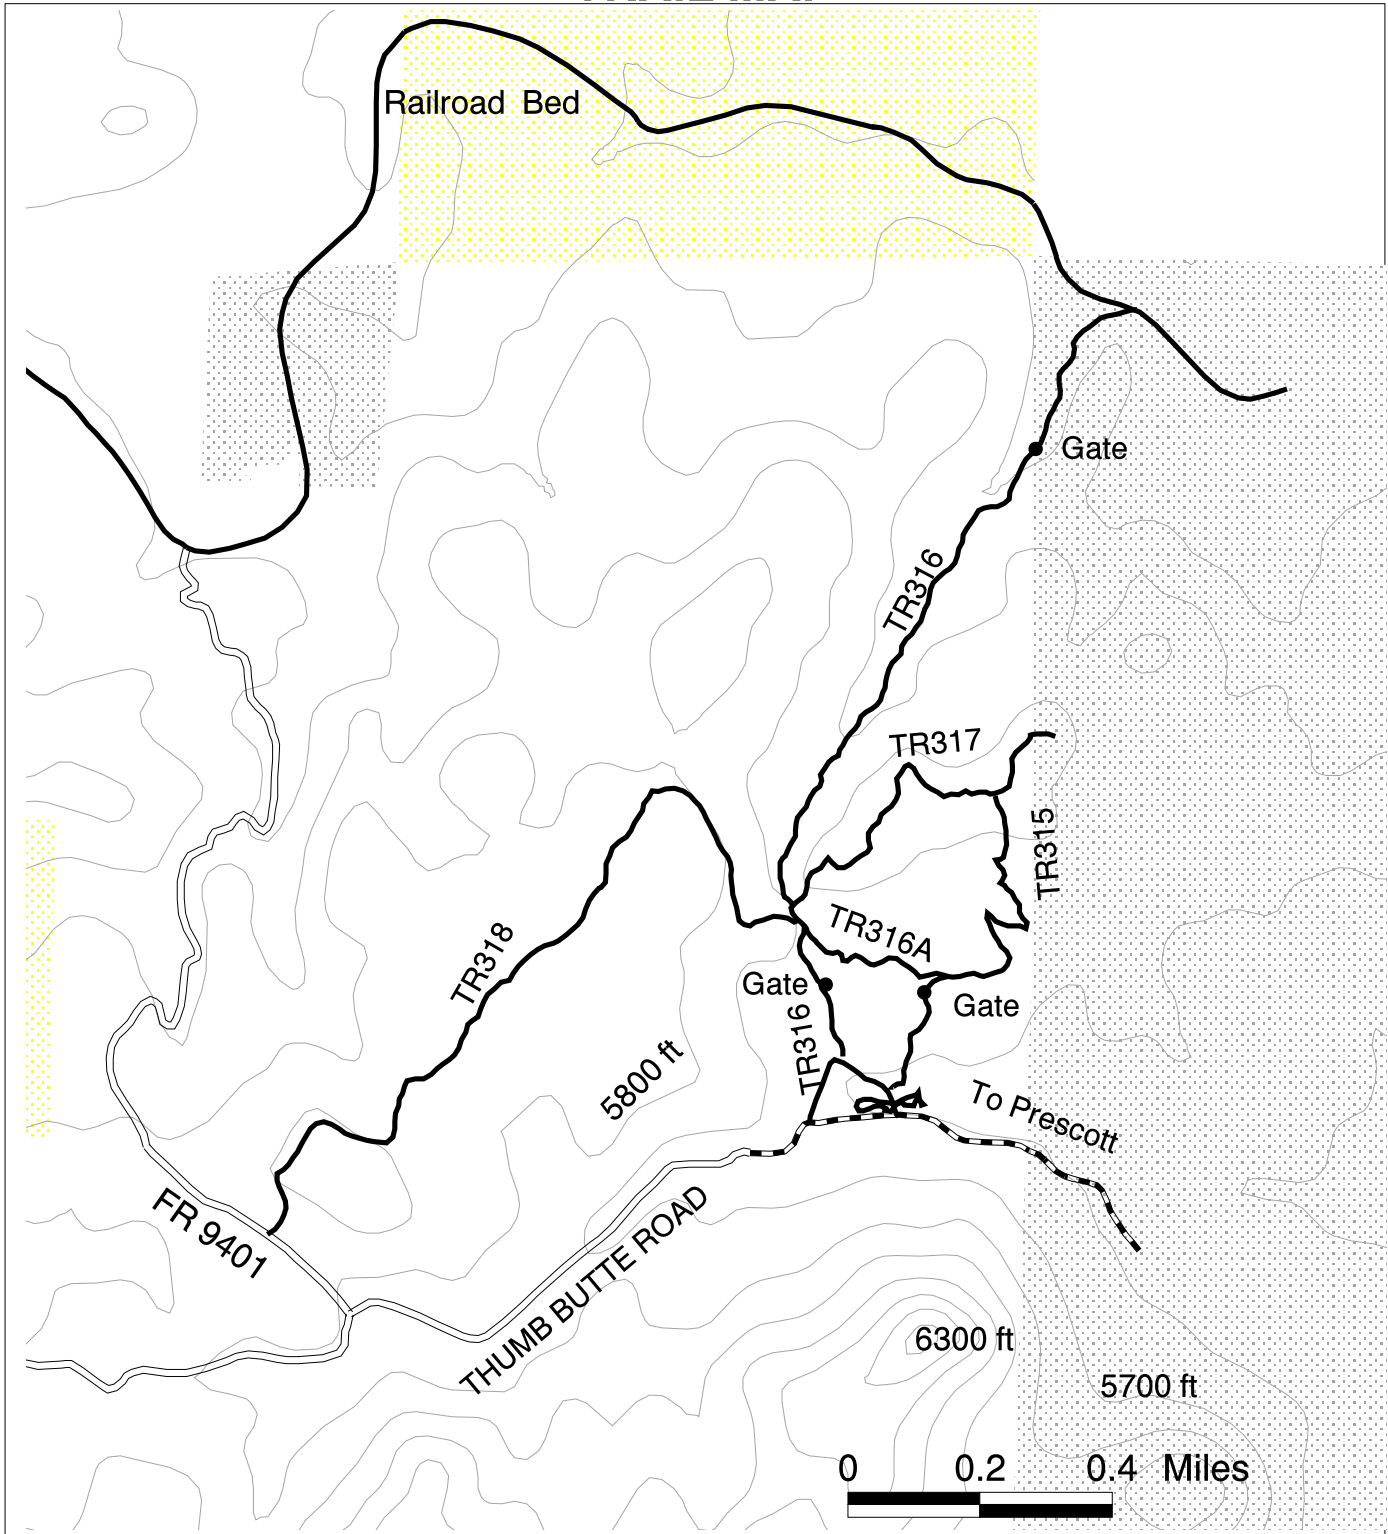 Railroad Bed
Gate
TR316
TR317
TR315
TR316A
TR318
Gate
Gate
TR316
5800 ft
To Prescott
FR 9401
THUMB BUTTE ROAD
6300 ft
5700 ft
0 0.2 0.4 Miles